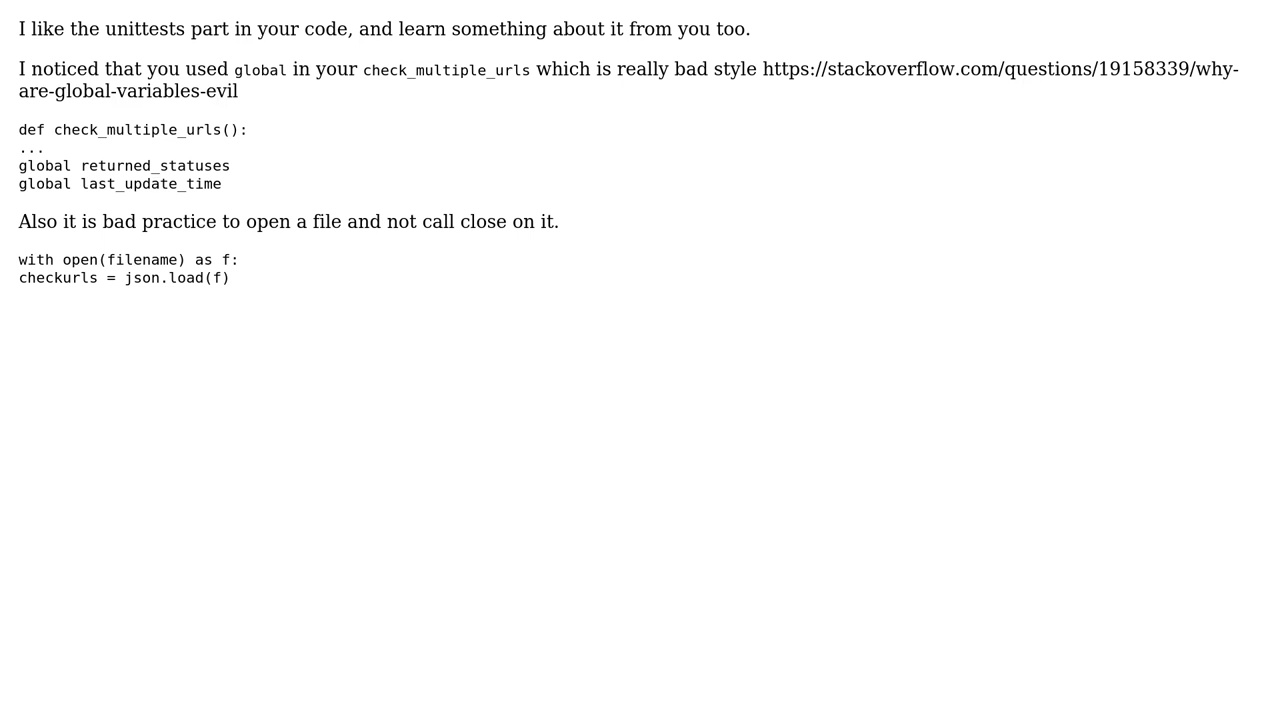 I like the unittests part in your code, and learn something about it from you too.
I noticed that you used global in your check_multiple_urls which is really bad style https://stackoverflow.com/questions/19158339/why-
are-global-variables-evil
def check_multiple_urls():
...
global returned_statuses
global last_update_time
Also it is bad practice to open a file and not call close on it.
with open(filename) as f:
checkurls = json.load(f)